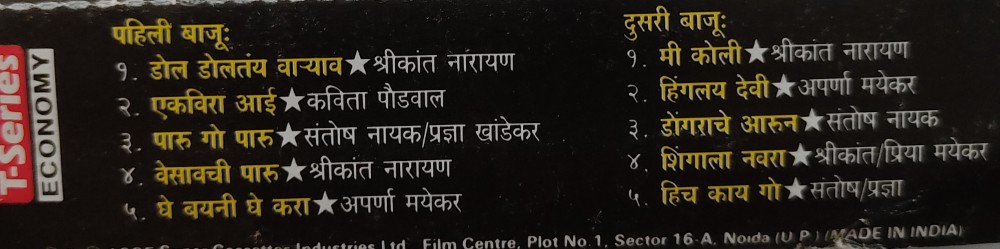 T-Series
ECONOMY
पहिली बाजू:
१. डोल डोलतंय वाऱ्याव★श्रीकांत नारायण
२. एकविरा आई★कविता पौडवाल
३. पारु गो पारु★संतोष नायक/प्रज्ञा खांडेकर
४. वेसावची पारु★श्रीकांत नारायण
५. घे बयनी घे करा★अपर्णा मयेकर
दुसरी बाजू:
१. मी कोली★श्रीकांत नारायण
२. हिंगलय देवी★अपर्णा मयेकर
३. डोंगराचे आरुन★संतोष नायक
४. शिंगाला नवरा★श्रीकांत/प्रिया मयेकर
५. हिच काय गो★संतोष/प्रज्ञा
Cassettes Industries Ltd. Film Centre, Plot No. 1, Sector 16-A, Noida (U.P.) (MADE IN INDIA)